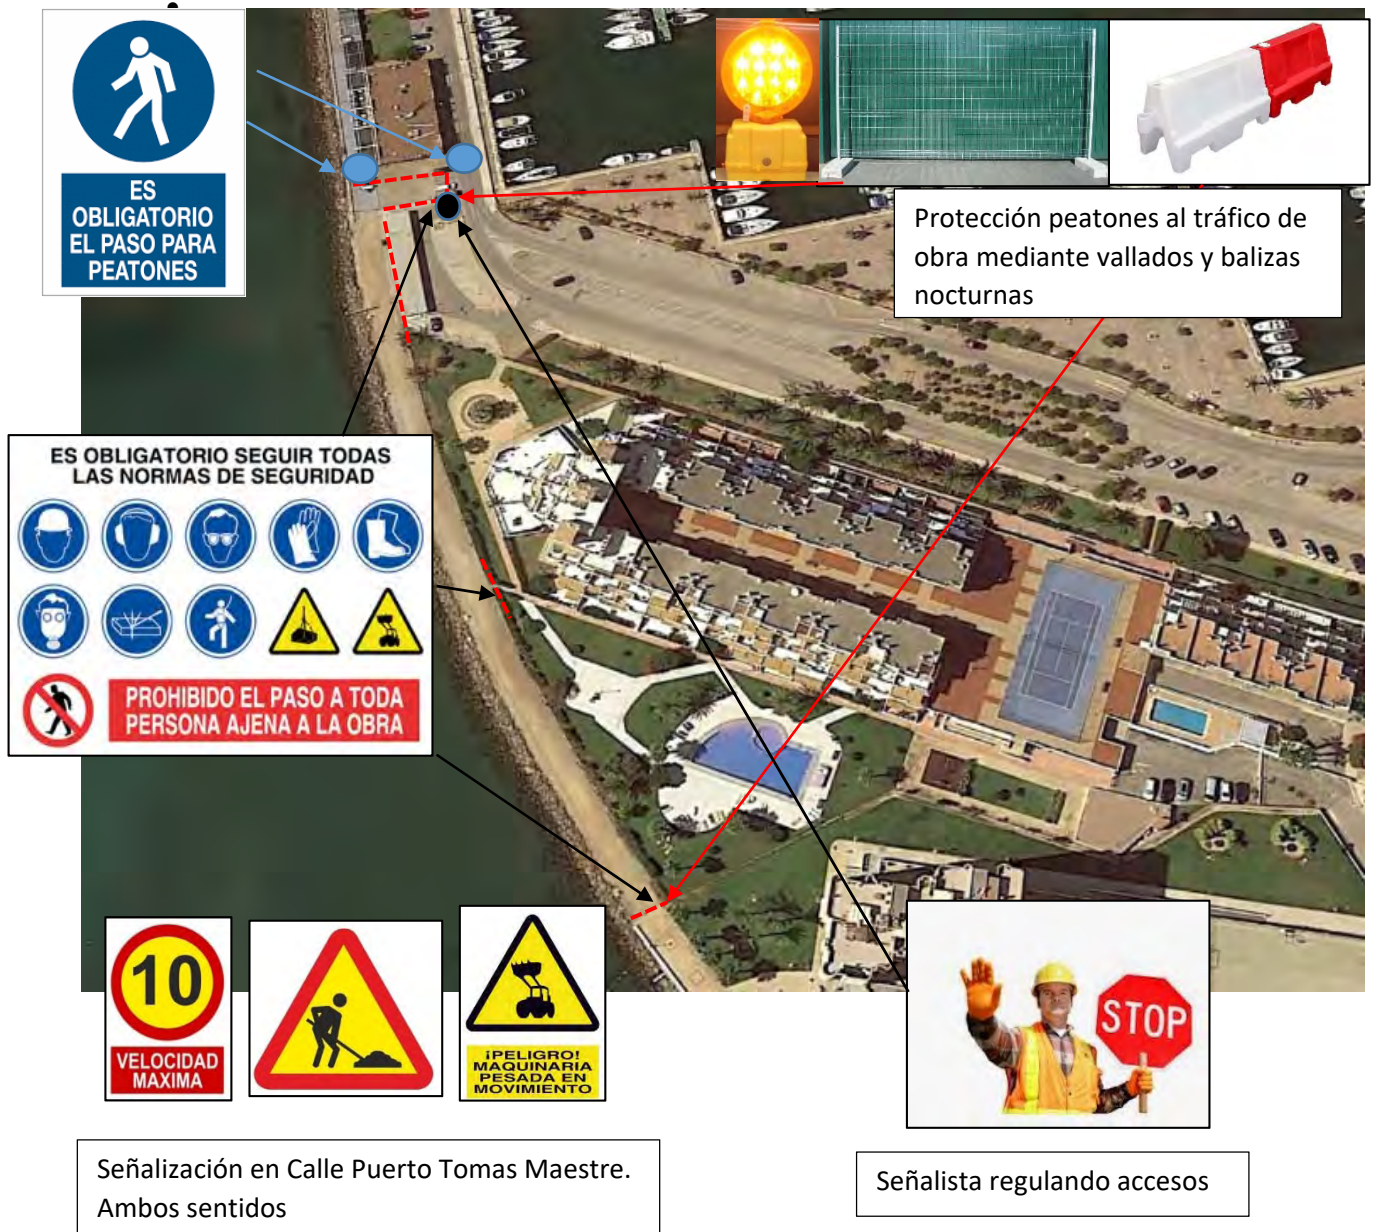 ES
OBLIGATORIO
EL PASO PARA
PEATONES
Protección peatones al tráfico de
obra mediante vallados y balizas
nocturnas
ES OBLIGATORIO SEGUIR TODAS
LAS NORMAS DE SEGURIDAD
PROHIBIDO EL PASO A TODA
PERSONA AJENA A LA OBRA
10
VELOCIDAD
MAXIMA
¡PELIGRO!
MAQUINARIA
PESADA EN
MOVIMIENTO
STOP
Señalización en Calle Puerto Tomas Maestre.
Ambos sentidos
Señalista regulando accesos